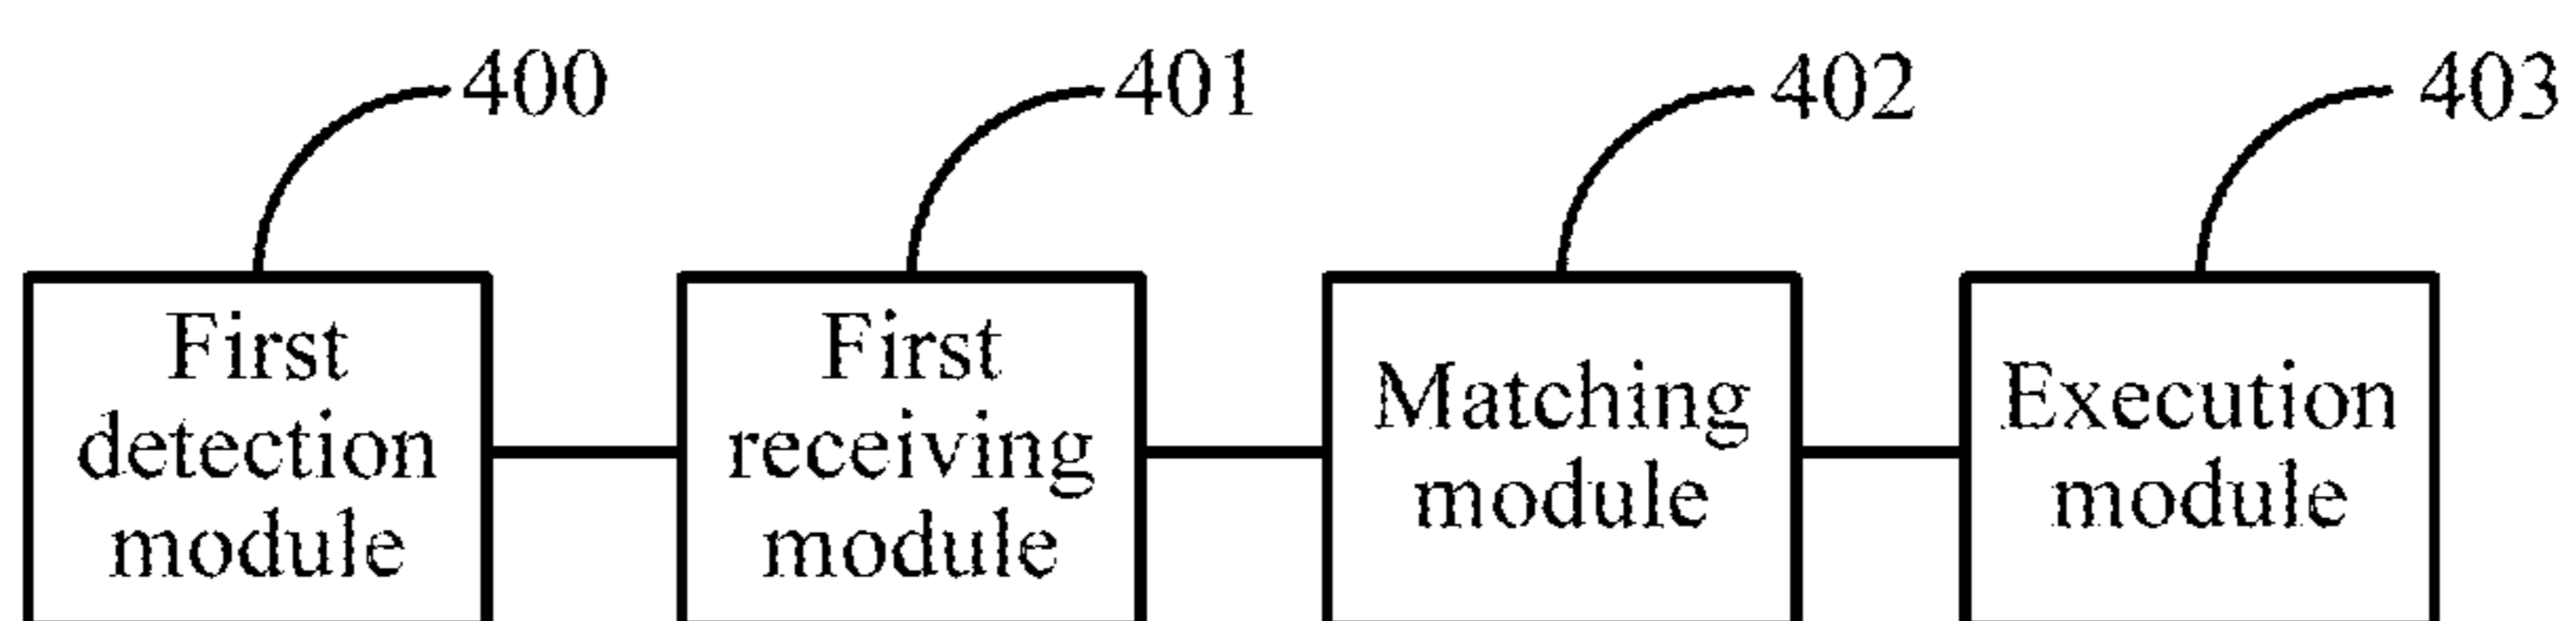 400
401
402
403
First
detection
module
First
receiving
module
Matching
module
Execution
module